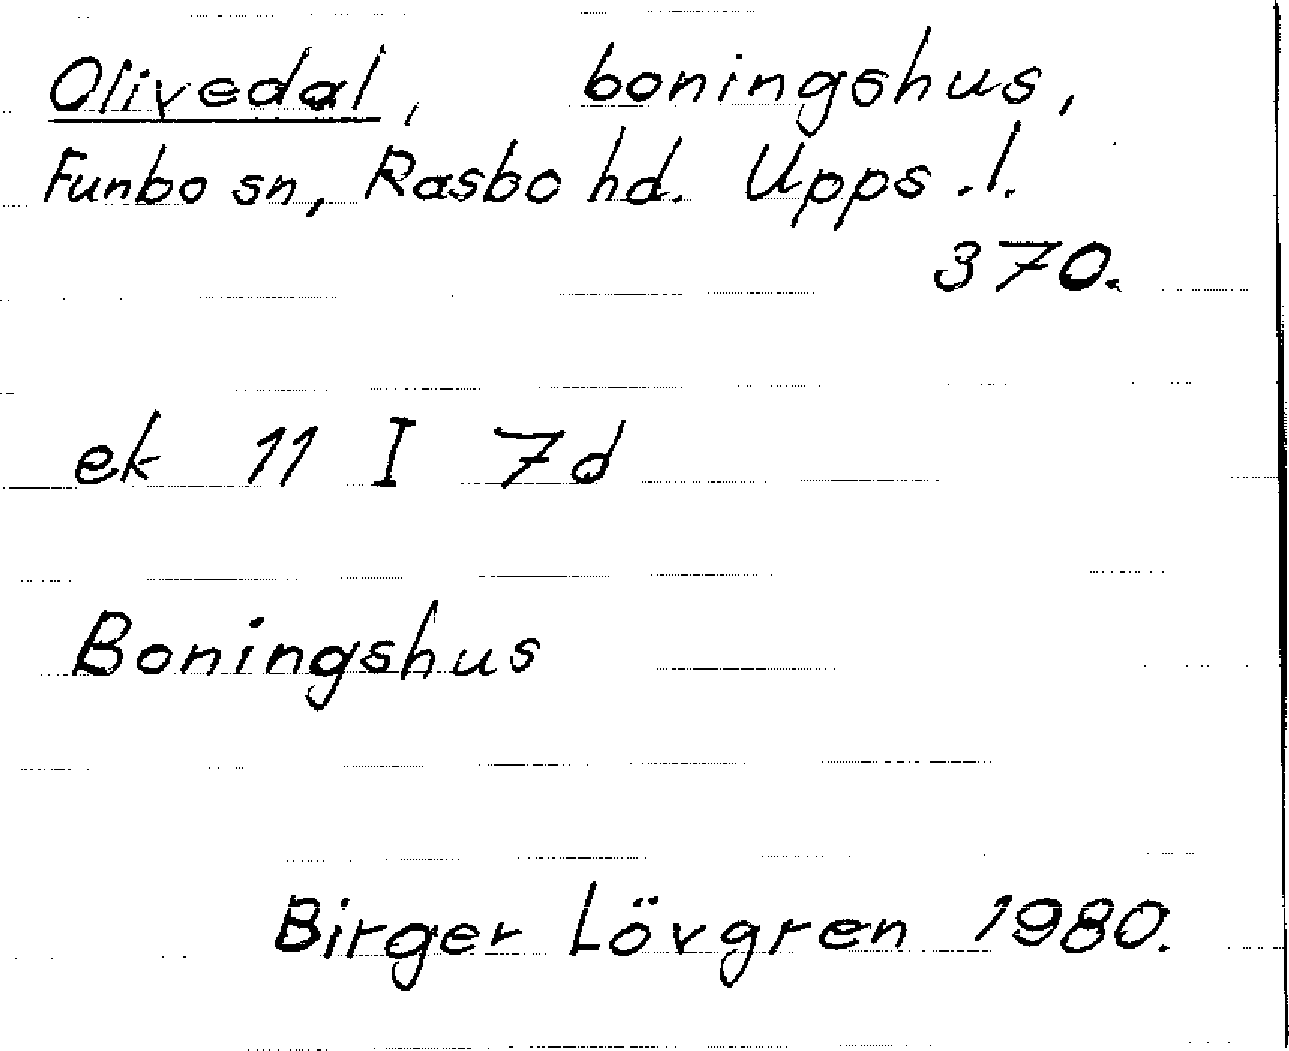 Olivedal, boningshus,
Funbo sn, Rasbo hd. Upps.l.
370.
ek 11 I 7d
Boningshus
Birger Lövgren 1980.